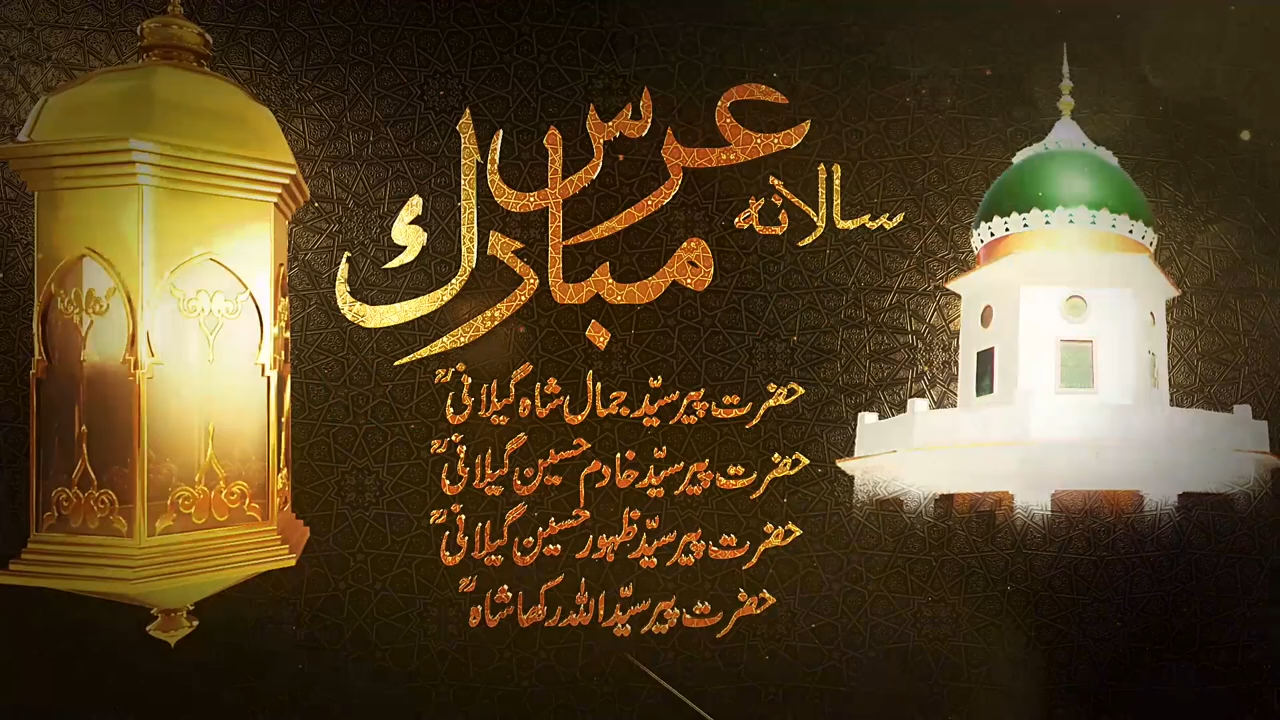 سالانہ
عرس
مبارک
حضرت پیر سیّد جمال شاہ گیلانیؒ
حضرت پیر سیّد خادم حسین گیلانیؒ
حضرت پیر سیّد ظہور حسین گیلانیؒ
حضرت پیر سیّد اللہ رکھا شاہؒ